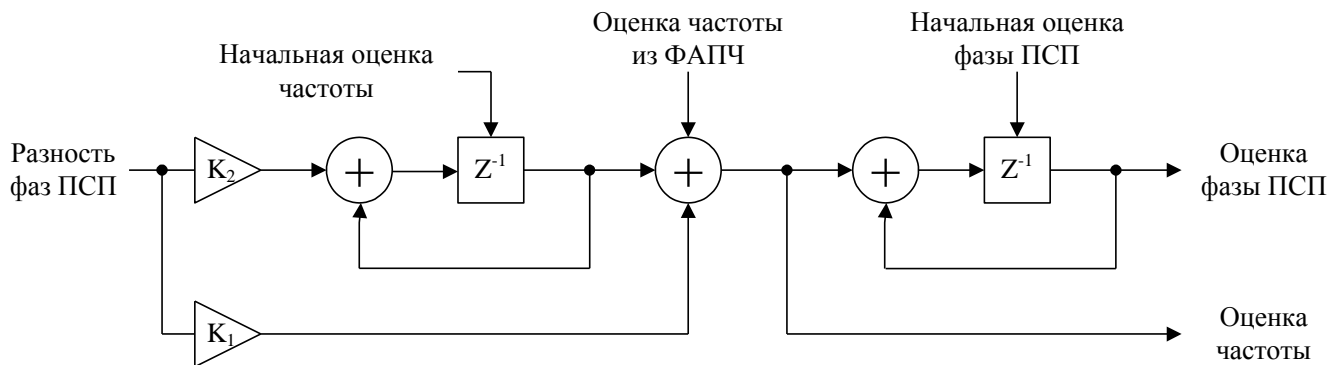 Оценка частоты
из ФАПЧ
Начальная оценка
фазы ПСП
Начальная оценка
частоты
Разность
фаз ПСП
K₂
+
Z⁻¹
+
+
Z⁻¹
Оценка
фазы ПСП
K₁
Оценка
частоты